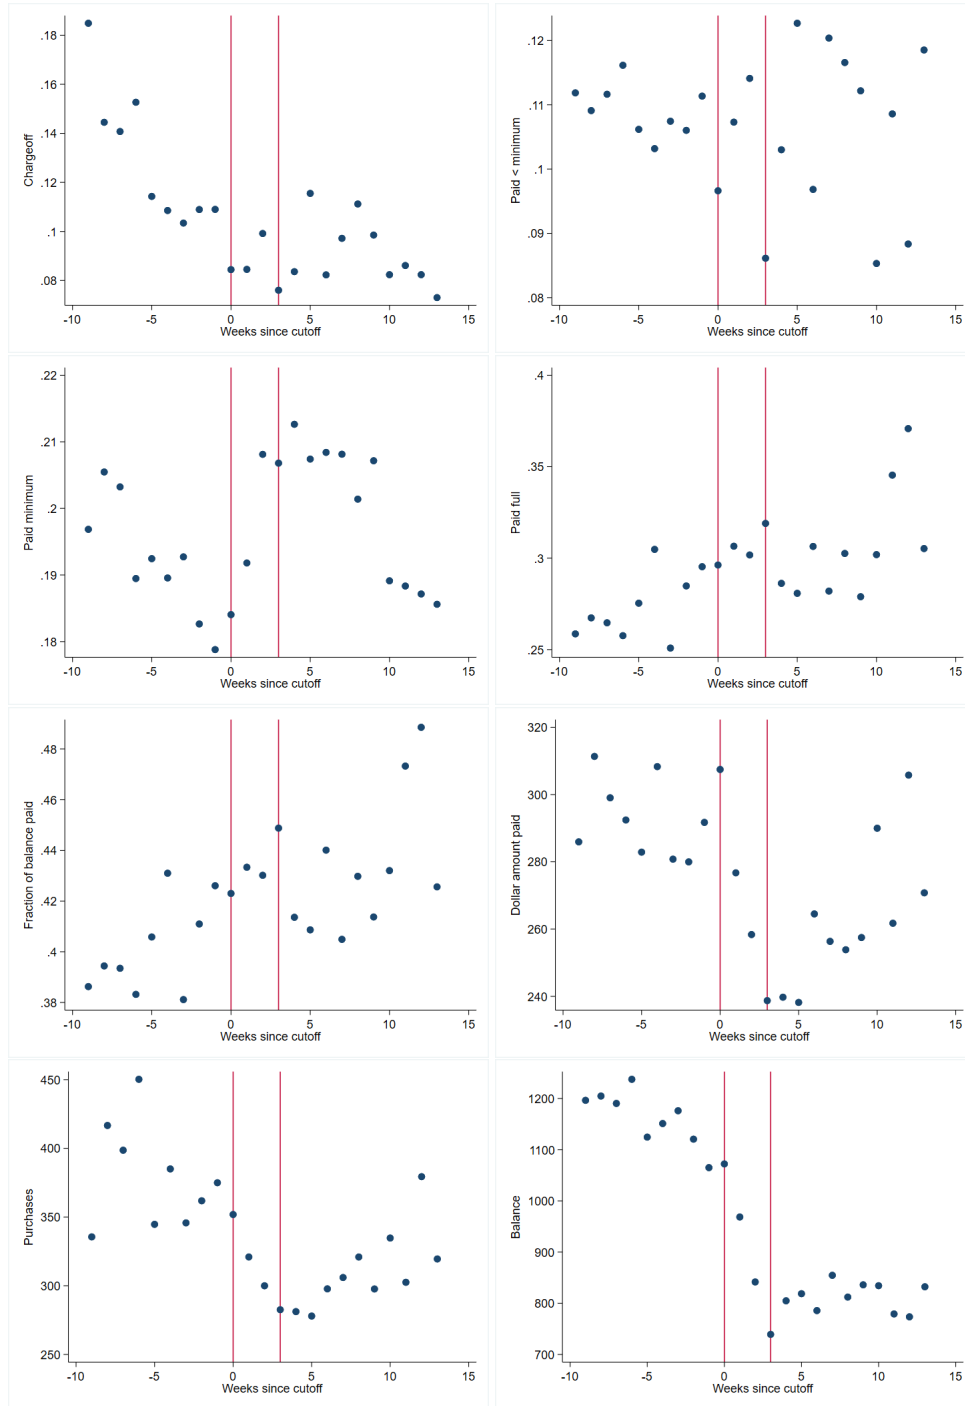 .18
.16
.14
.12
.1
.08
Chargeoff
-10 -5 0 5 10 15
Weeks since cutoff
.12
.11
.1
.09
.08
Paid < minimum
-10 -5 0 5 10 15
Weeks since cutoff
.22
.21
.2
.19
.18
Paid minimum
-10 -5 0 5 10 15
Weeks since cutoff
.4
.35
.3
.25
Paid full
-10 -5 0 5 10 15
Weeks since cutoff
.48
.46
.44
.42
.4
.38
Fraction of balance paid
-10 -5 0 5 10 15
Weeks since cutoff
320
300
280
260
240
Dollar amount paid
-10 -5 0 5 10 15
Weeks since cutoff
450
400
350
300
250
Purchases
-10 -5 0 5 10 15
Weeks since cutoff
1200
1100
1000
900
800
700
Balance
-10 -5 0 5 10 15
Weeks since cutoff